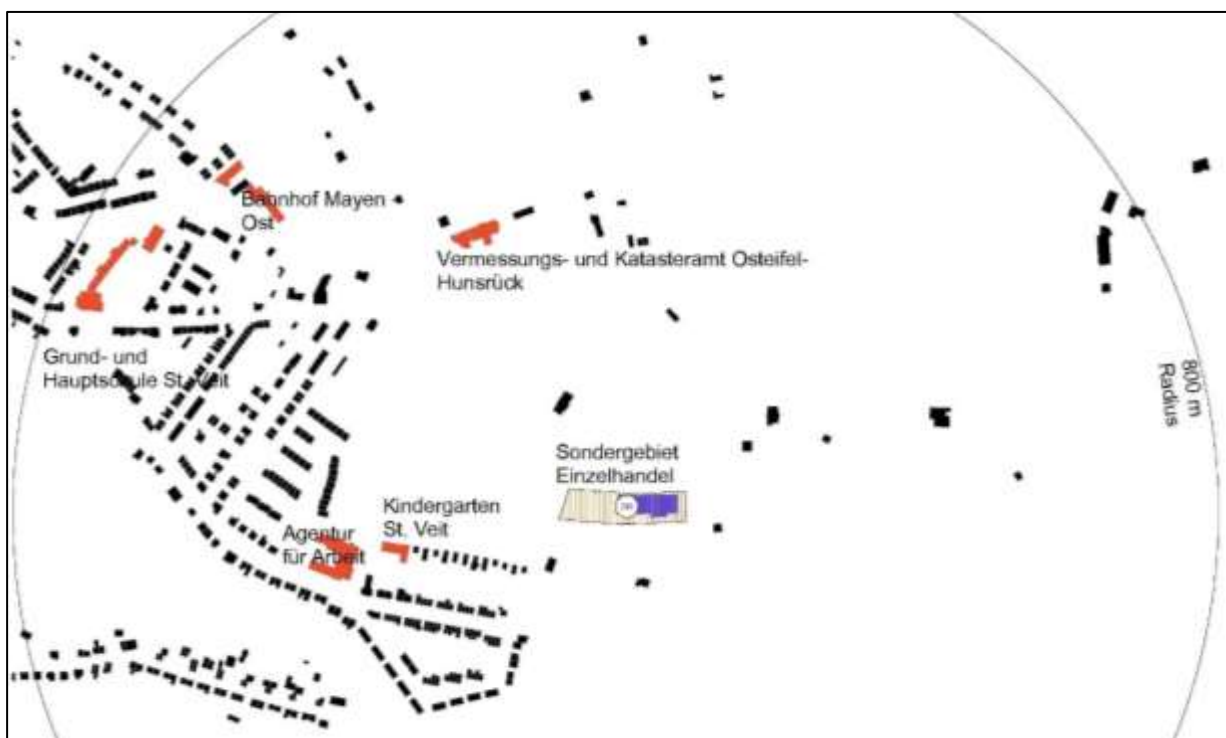 Bahnhof Mayen
Ost
Vermessungs- und Katasteramt Osteifel-
Hunsrück
Grund- und
Hauptschule St. Veit
800 m
Radius
Sondergebiet
Einzelhandel
Kindergarten
St. Veit
Agentur
für Arbeit